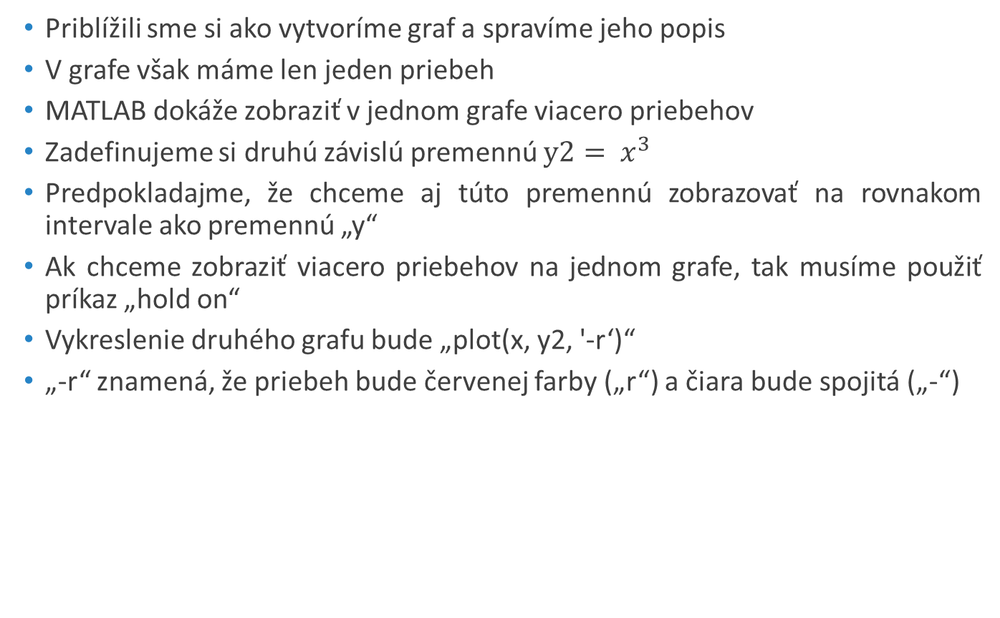 • Priblížili sme si ako vytvoríme graf a spravíme jeho popis
• V grafe však máme len jeden priebeh
• MATLAB dokáže zobraziť v jednom grafe viacero priebehov
• Zadefinujeme si druhú závislú premennú y2 = x³
• Predpokladajme, že chceme aj túto premennú zobrazovať na rovnakom
intervale ako premennú „y“
• Ak chceme zobraziť viacero priebehov na jednom grafe, tak musíme použiť
príkaz „hold on“
• Vykreslenie druhého grafu bude „plot(x, y2, '-r‘)“
• „-r“ znamená, že priebeh bude červenej farby („r“) a čiara bude spojitá („-“)